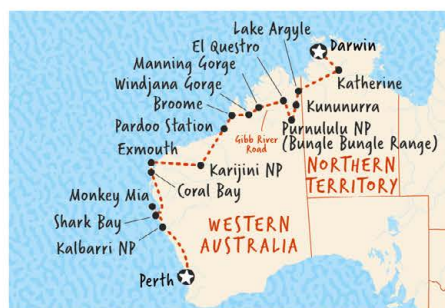 Lake Argyle
El Questro
Darwin
Manning Gorge
Windjana Gorge
Katherine
Broome
Kununurra
Pardoo Station
Gibb River
Road
Purnululu NP
(Bungle Bungle Range)
Exmouth
Karijini NP
NORTHERN
TERRITORY
Coral Bay
Monkey Mia
Shark Bay
WESTERN
AUSTRALIA
Kalbarri NP
Perth